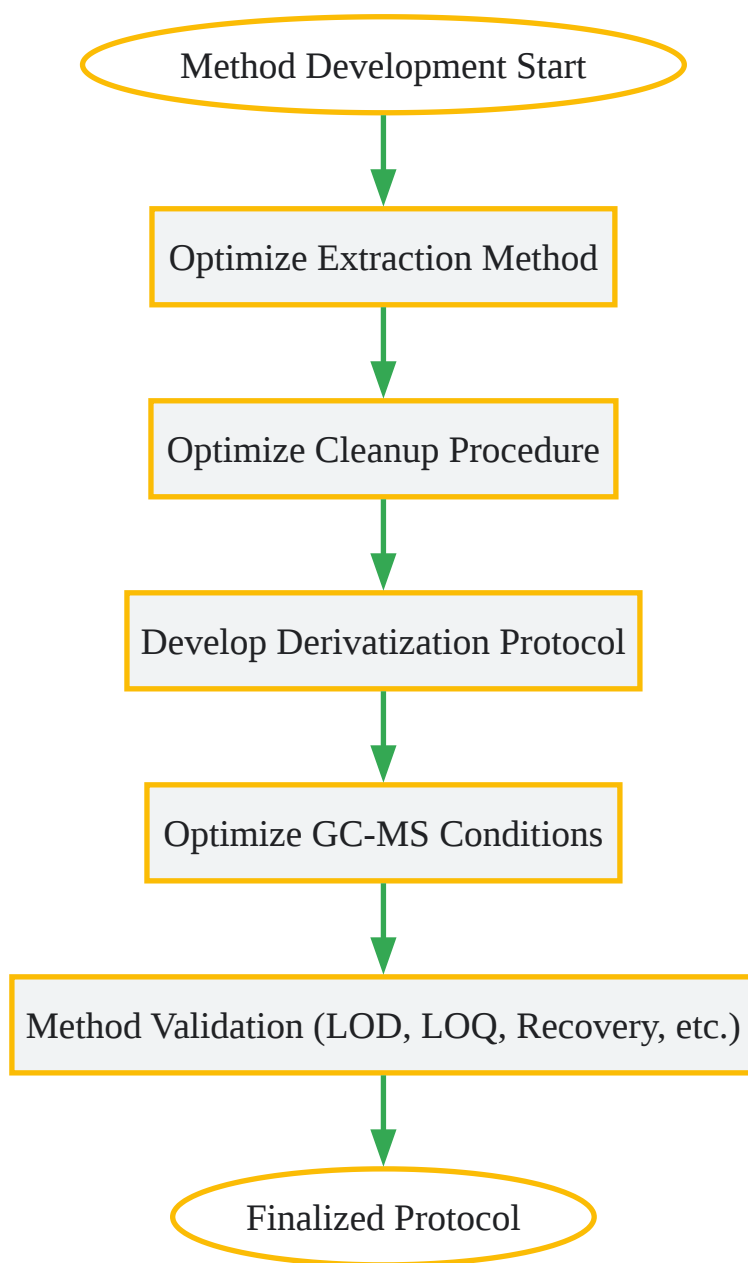 Method Development Start
Optimize Extraction Method
Optimize Cleanup Procedure
Develop Derivatization Protocol
Optimize GC-MS Conditions
Method Validation (LOD, LOQ, Recovery, etc.)
Finalized Protocol